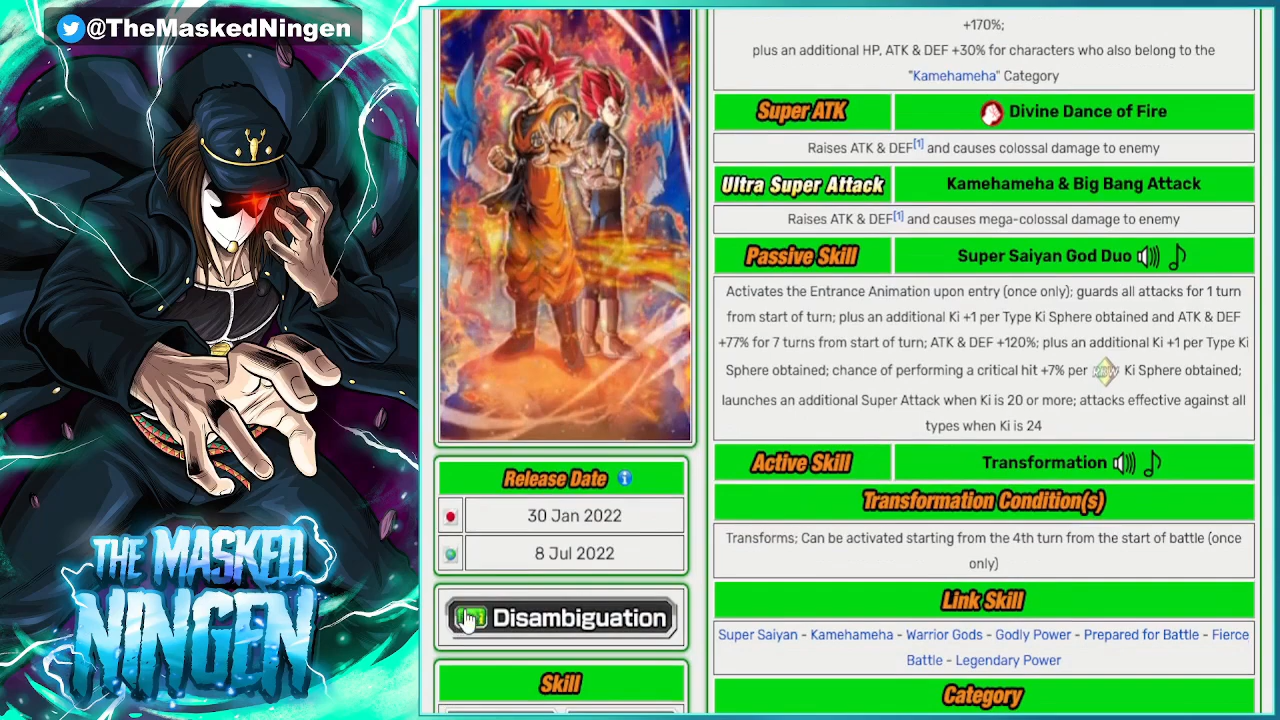 @TheMaskedNingen
THE MASKED
NINGEN
+170%;
plus an additional HP, ATK & DEF +30% for characters who also belong to the
"Kamehameha" Category
Super ATK
Divine Dance of Fire
Raises ATK & DEF[1] and causes colossal damage to enemy
Ultra Super Attack
Kamehameha & Big Bang Attack
Raises ATK & DEF[1] and causes mega-colossal damage to enemy
Passive Skill
Super Saiyan God Duo
Activates the Entrance Animation upon entry (once only); guards all attacks for 1 turn
from start of turn; plus an additional Ki +1 per Type Ki Sphere obtained and ATK & DEF
+77% for 7 turns from start of turn; ATK & DEF +120%; plus an additional Ki +1 per Type Ki
Sphere obtained; chance of performing a critical hit +7% per Ki Sphere obtained;
launches an additional Super Attack when Ki is 20 or more; attacks effective against all
types when Ki is 24
Active Skill
Transformation
Transformation Condition(s)
Transforms; Can be activated starting from the 4th turn from the start of battle (once
only)
Link Skill
Super Saiyan - Kamehameha - Warrior Gods - Godly Power - Prepared for Battle - Fierce
Battle - Legendary Power
Category
Release Date
30 Jan 2022
8 Jul 2022
Disambiguation
Skill